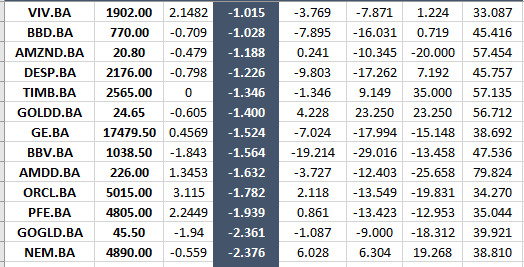 VIV.BA 1902.00 2.1482 -1.015 -3.769 -7.871 1.224 33.087
BBD.BA 770.00 -0.709 -1.028 -7.895 -16.031 0.719 45.416
AMZND.BA 20.80 -0.479 -1.188 0.241 -10.345 -20.000 57.454
DESP.BA 2176.00 -0.798 -1.226 -9.803 -17.262 7.192 45.757
TIMB.BA 2565.00 0 -1.346 -1.346 9.149 35.000 57.135
GOLDD.BA 24.65 -0.605 -1.400 4.228 23.250 23.250 56.712
GE.BA 17479.50 0.4569 -1.524 -7.024 -17.994 -15.148 38.692
BBV.BA 1038.50 -1.843 -1.564 -19.214 -29.016 -13.458 47.536
AMDD.BA 226.00 1.3453 -1.632 -3.727 -12.403 -25.658 79.824
ORCL.BA 5015.00 3.115 -1.782 2.118 -13.549 -19.831 34.270
PFE.BA 4805.00 2.2449 -1.939 0.861 -13.423 -12.953 35.044
GOGLD.BA 45.50 -1.94 -2.361 -1.087 -9.000 -18.312 39.921
NEM.BA 4890.00 -0.559 -2.376 6.028 6.304 19.268 38.810